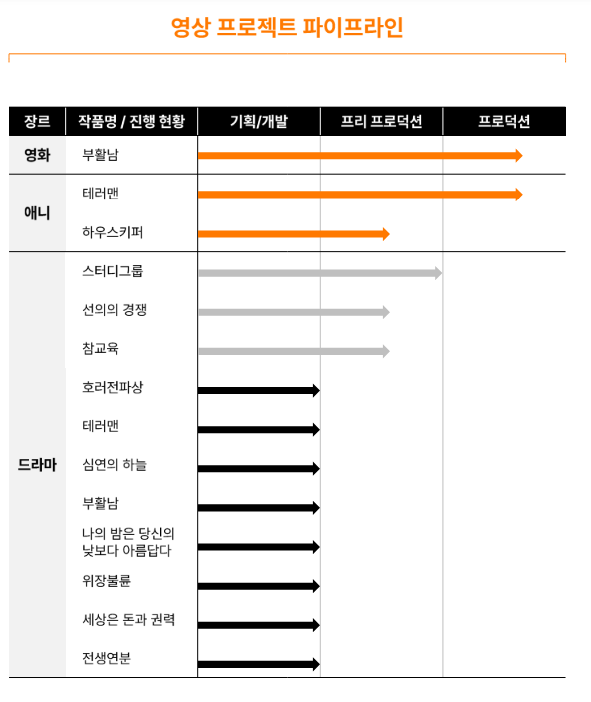 영상 프로젝트 파이프라인
장르 작품명 / 진행 현황 기획/개발 프리 프로덕션 프로덕션
영화 부활남
애니
테러맨
하우스키퍼
드라마
스터디그룹
선의의 경쟁
참교육
호러전파상
테러맨
심연의 하늘
부활남
나의 밤은 당신의
낮보다 아름답다
위장불륜
세상은 돈과 권력
전생연분